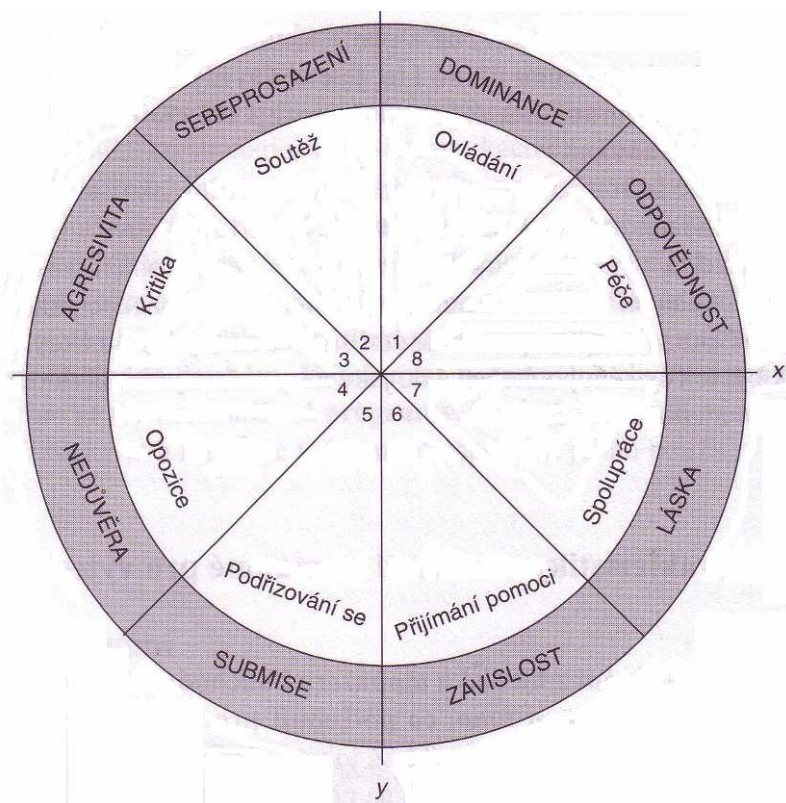 SEBEPROSAZENÍ
DOMINANCE
Soutěž
Ovládání
AGRESIVITA
ODPOVĚDNOST
Kritika
Péče
2
1
3
8
x
4
7
5
6
NEDŮVĚRA
Opozice
Spolupráce
LÁSKA
Podřizování se
Přijímání pomoci
SUBMISE
ZÁVISLOST
y